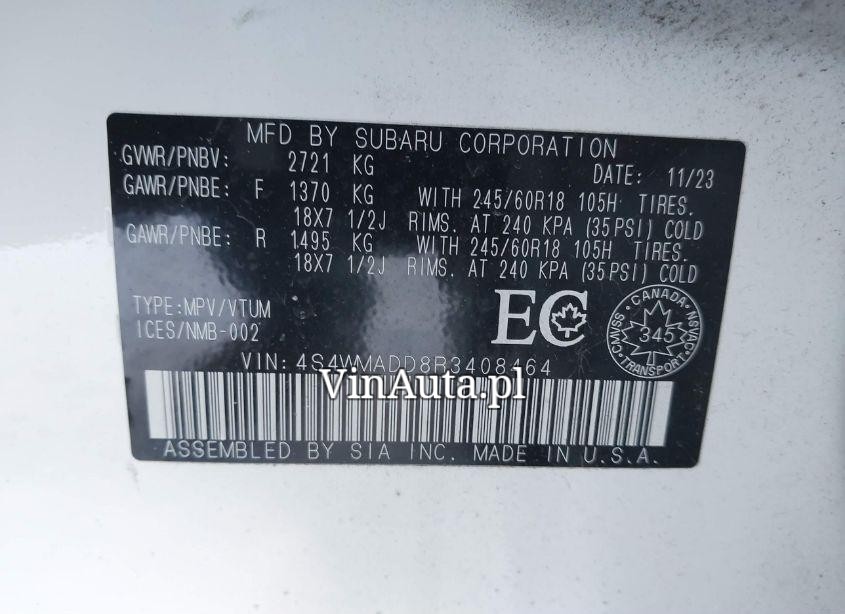 MFD BY SUBARU CORPORATION
GVWR/PNBV: 2721 KG DATE: 11/23
GAWR/PNBE: F 1370 KG WITH 245/60R18 105H TIRES.
18X7 1/2J RIMS. AT 240 KPA (35PSI) COLD
GAWR/PNBE: R 1495 KG WITH 245/60R18 105H TIRES.
18X7 1/2J RIMS. AT 240 KPA (35PSI) COLD
TYPE:MPV/VTUM
ICES/NMB-002
EC
CANADA
CMVSS 345 NSVAC
VIN: 4S4WMADD8R3408464
VinAuta.pl
ASSEMBLED BY SIA INC. MADE IN U.S.A.